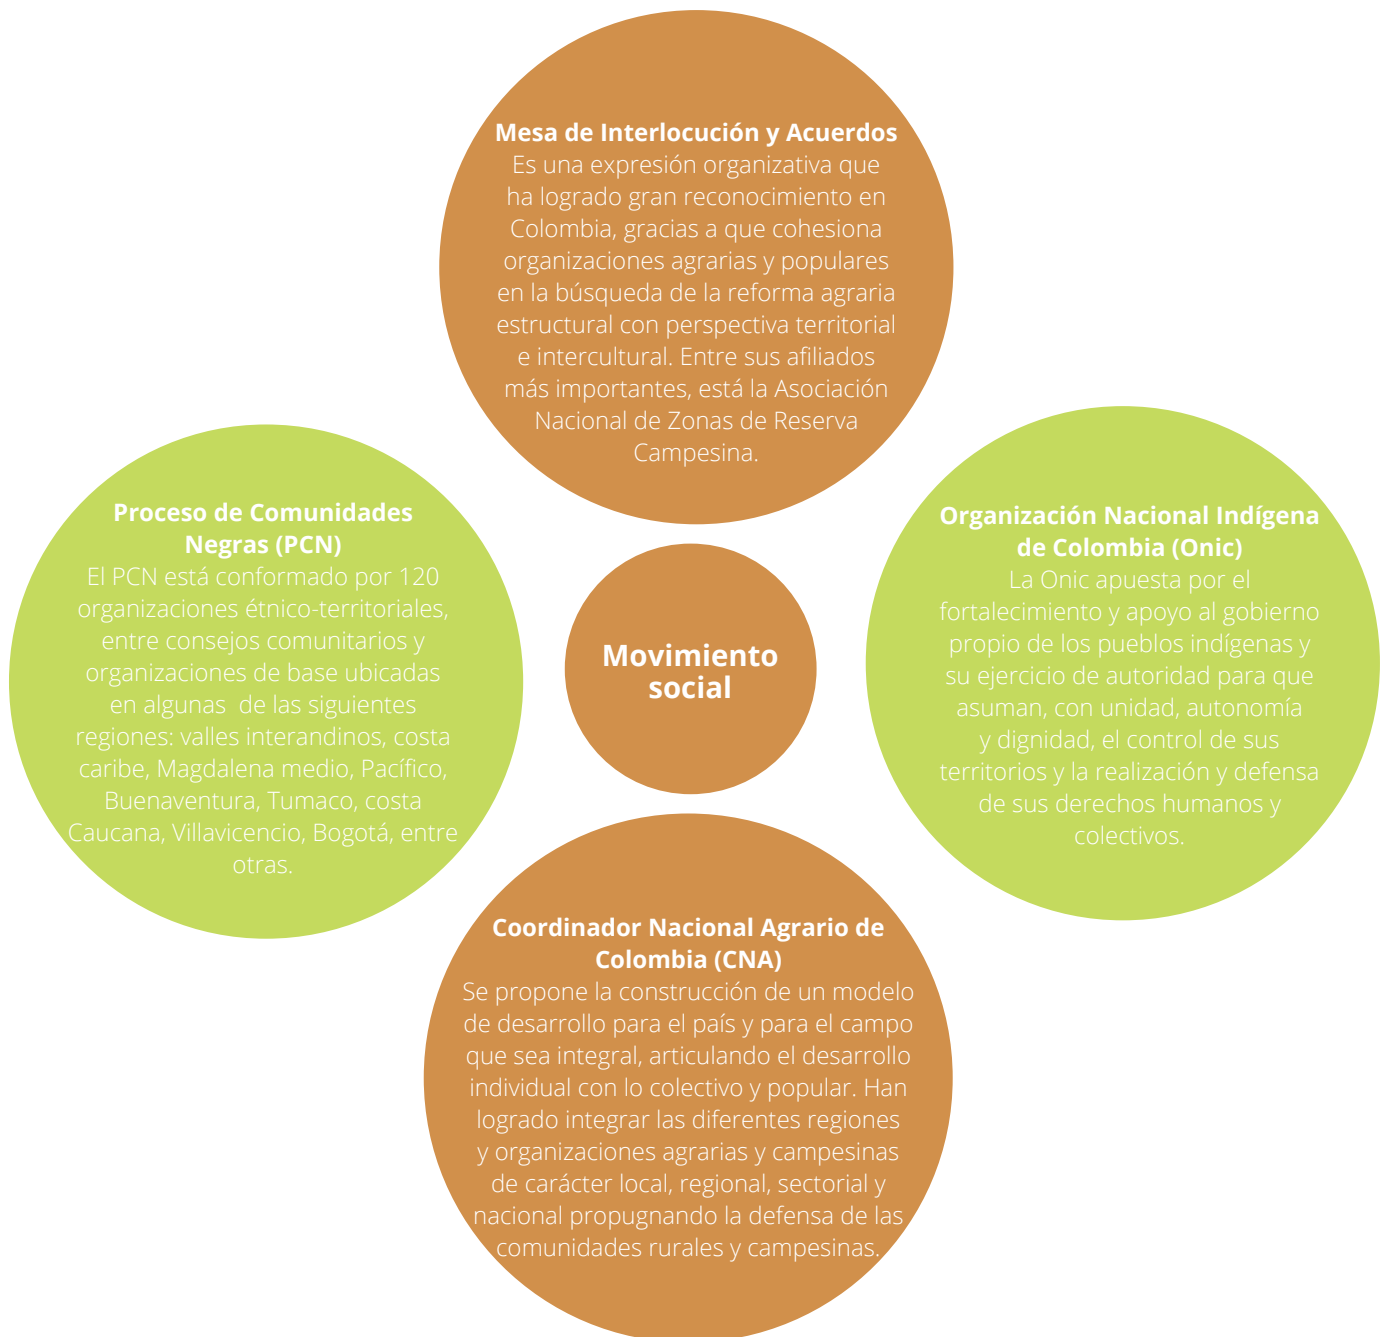 Mesa de Interlocución y Acuerdos
Es una expresión organizativa que
ha logrado gran reconocimiento en
Colombia, gracias a que cohesiona
organizaciones agrarias y populares
en la búsqueda de la reforma agraria
estructural con perspectiva territorial
e intercultural. Entre sus afiliados
más importantes, está la Asociación
Nacional de Zonas de Reserva
Campesina.
Proceso de Comunidades
Negras (PCN)
El PCN está conformado por 120
organizaciones étnico-territoriales,
entre consejos comunitarios y
organizaciones de base ubicadas
en algunas  de las siguientes
regiones: valles interandinos, costa
caribe, Magdalena medio, Pacífico,
Buenaventura, Tumaco, costa
Caucana, Villavicencio, Bogotá, entre
otras.
Movimiento
social
Organización Nacional Indígena
de Colombia (Onic)
La Onic apuesta por el
fortalecimiento y apoyo al gobierno
propio de los pueblos indígenas y
su ejercicio de autoridad para que
asuman, con unidad, autonomía
y dignidad, el control de sus
territorios y la realización y defensa
de sus derechos humanos y
colectivos.
Coordinador Nacional Agrario de
Colombia (CNA)
Se propone la construcción de un modelo
de desarrollo para el país y para el campo
que sea integral, articulando el desarrollo
individual con lo colectivo y popular. Han
logrado integrar las diferentes regiones
y organizaciones agrarias y campesinas
de carácter local, regional, sectorial y
nacional propugnando la defensa de las
comunidades rurales y campesinas.